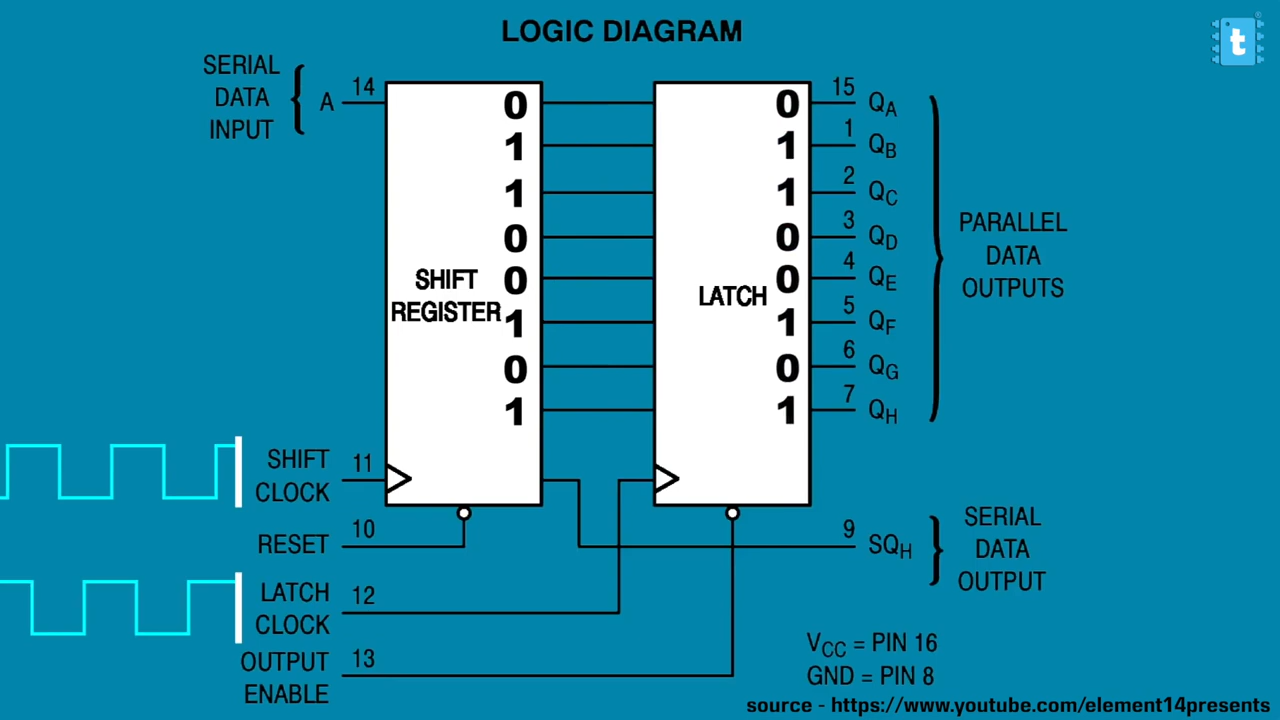 LOGIC DIAGRAM
t
SERIAL
DATA
INPUT
A
14
0
1
1
0
0
1
0
1
SHIFT
REGISTER
0
1
1
0
0
1
0
1
LATCH
15 QA
1 QB
2 QC
3 QD
4 QE
5 QF
6 QG
7 QH
PARALLEL
DATA
OUTPUTS
SHIFT
CLOCK
11
RESET
10
LATCH
CLOCK
12
OUTPUT
ENABLE
13
9 SQH
SERIAL
DATA
OUTPUT
VCC = PIN 16
GND = PIN 8
source - https://www.youtube.com/element14presents